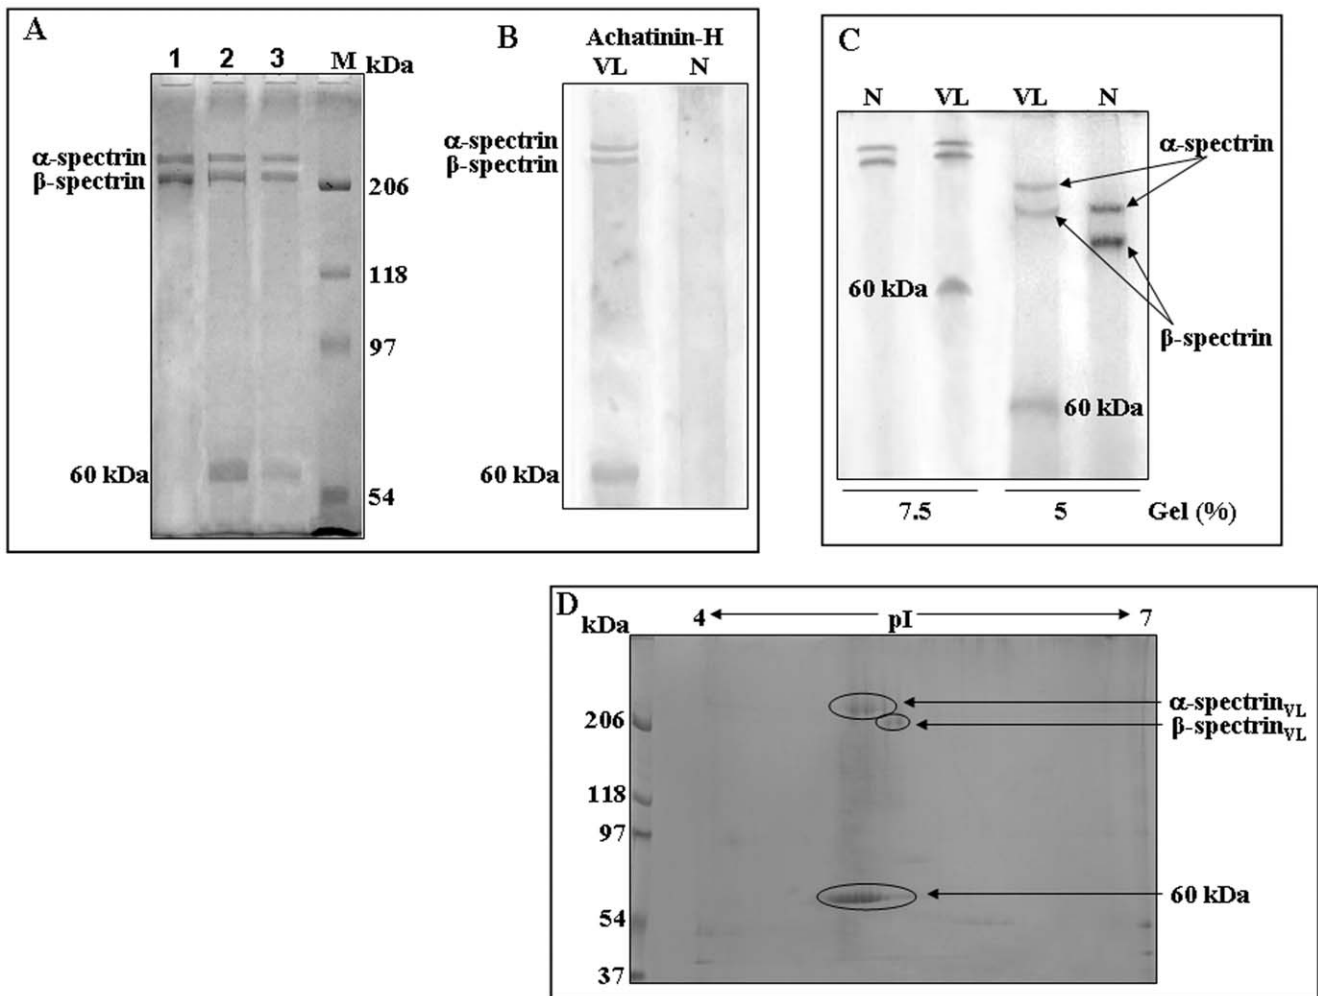 A
1 2 3 M kDa
α-spectrin
β-spectrin
206
118
97
60 kDa
54
B
Achatinin-H
VL N
α-spectrin
β-spectrin
60 kDa
C
N VL VL N
α-spectrin
60 kDa
β-spectrin
60 kDa
7.5 5 Gel (%)
D
kDa
4 pI 7
α-spectrinVL
206
β-spectrinVL
118
97
60 kDa
54
37